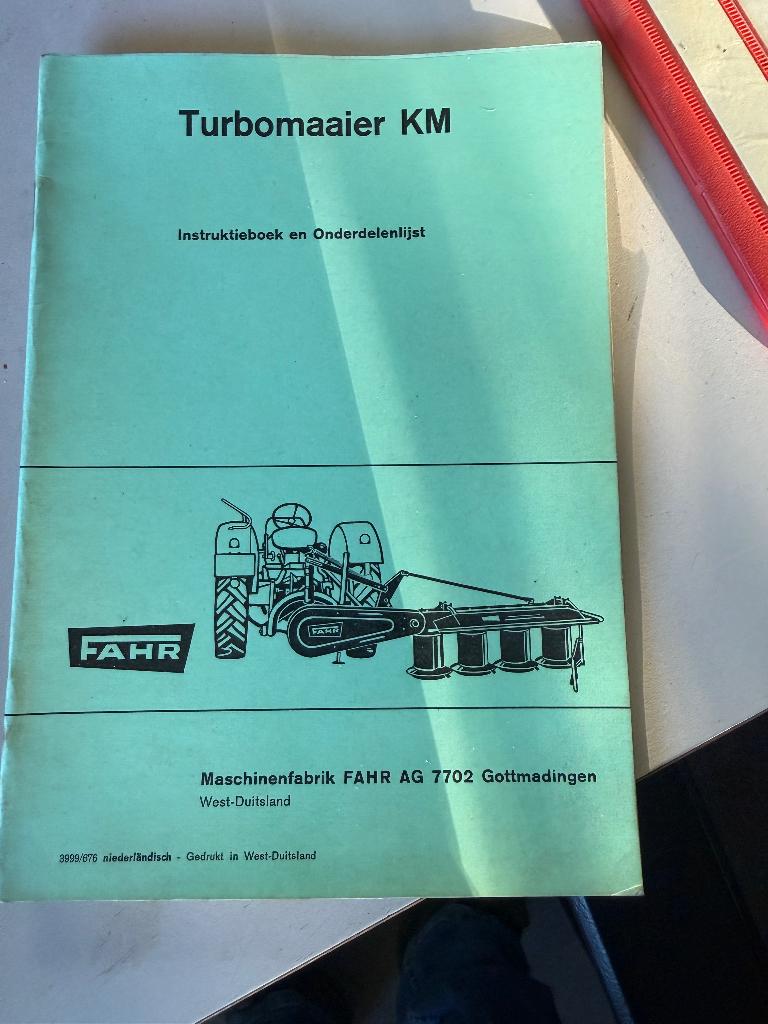 Turbomaaier KM
Instruktieboek en Onderdelenlijst
FAHR
FAHR
Maschinenfabrik FAHR AG 7702 Gottmadingen
West-Duitsland
3999/676 niederländisch - Gedrukt in West-Duitsland